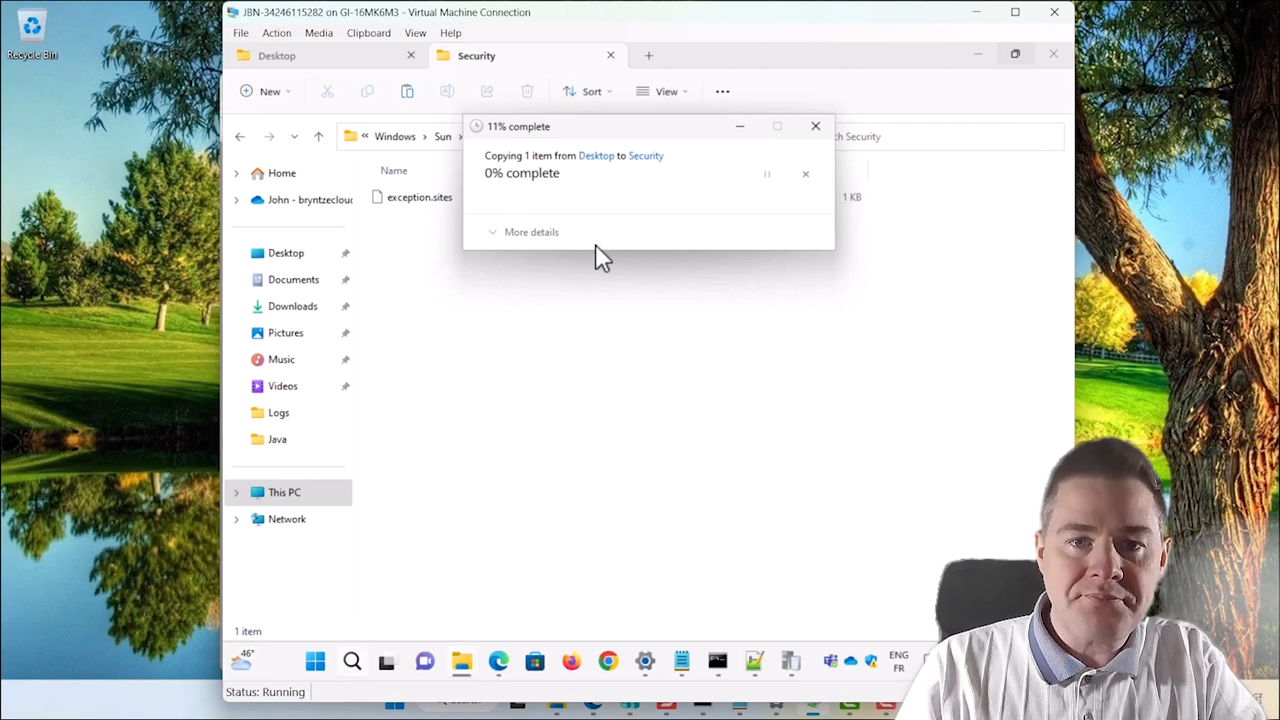 Recycle Bin
JBN-34246115282 on GI-16MK6M3 - Virtual Machine Connection
File Action Media Clipboard View Help
Desktop
Security
New
Sort
View
Windows
Sun
h Security
11% complete
Copying 1 item from Desktop to Security
0% complete
More details
Name
exception.sites
1 KB
Home
John - bryntzeclou
Desktop
Documents
Downloads
Pictures
Music
Videos
Logs
Java
This PC
Network
1 item
46°
ENG
FR
Status: Running